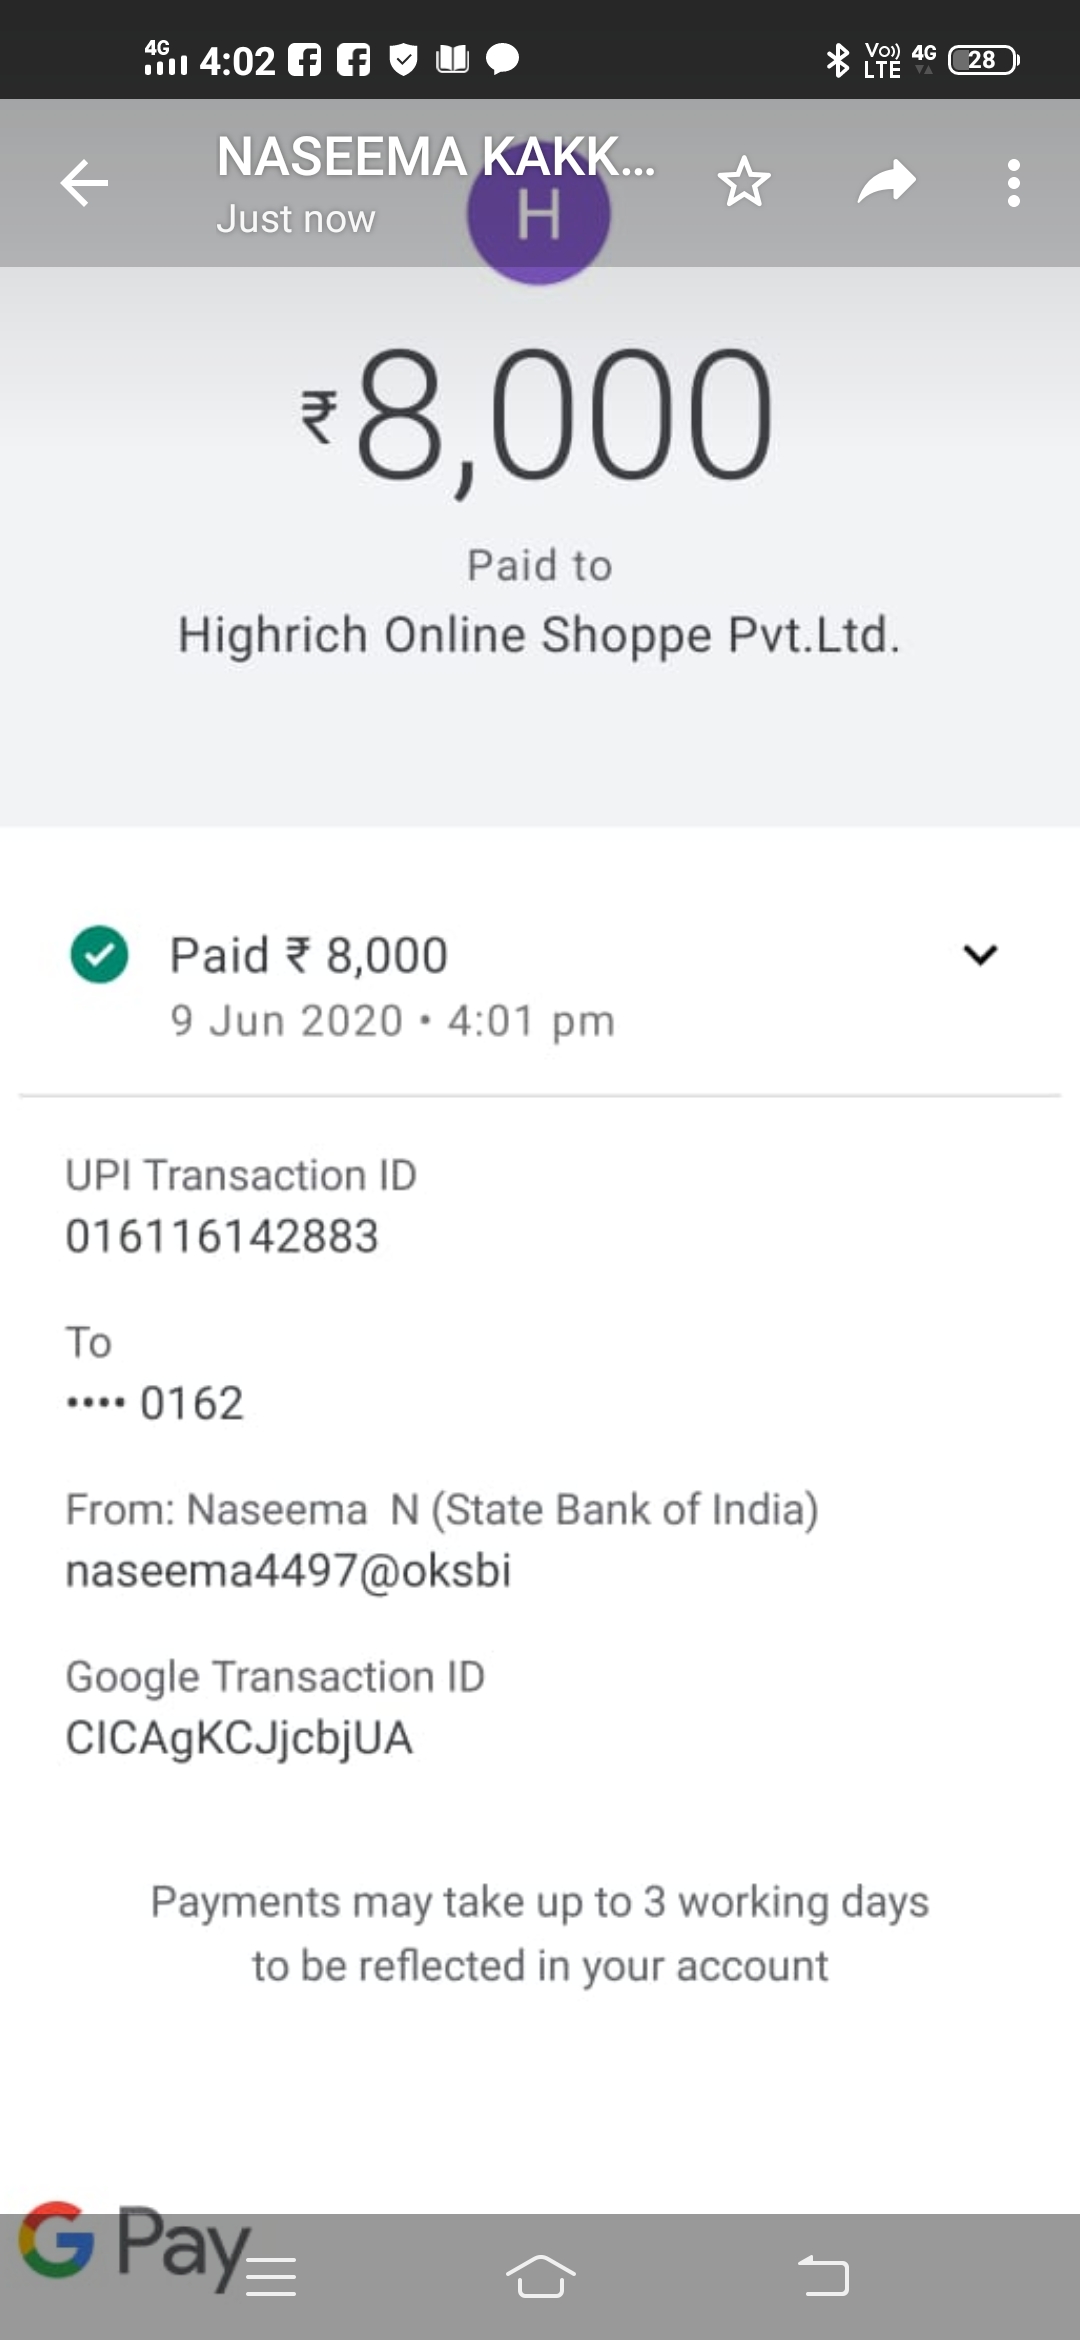 4G 4:02 Vo)) LTE 4G 28
NASEEMA KAKK...
Just now
H
₹8,000
Paid to
Highrich Online Shoppe Pvt.Ltd.
Paid ₹ 8,000
9 Jun 2020 • 4:01 pm
UPI Transaction ID
016116142883
To
•••• 0162
From: Naseema N (State Bank of India)
naseema4497@oksbi
Google Transaction ID
CICAgKCJjcbjUA
Payments may take up to 3 working days
to be reflected in your account
G Pay